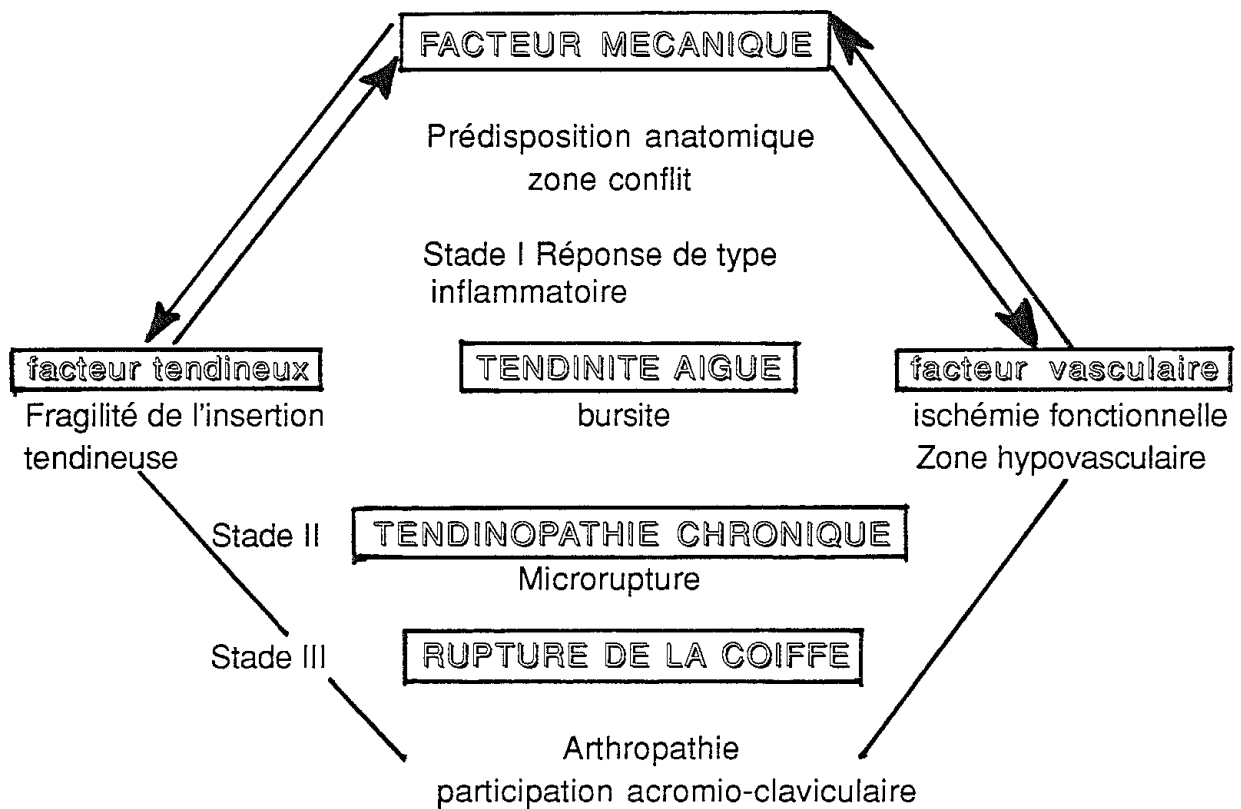 FACTEUR MECANIQUE
Prédisposition anatomique
zone conflit
Stade I Réponse de type
inflammatoire
facteur tendineux
TENDINITE AIGUE
facteur vasculaire
Fragilité de l'insertion
tendineuse
bursite
ischémie fonctionnelle
Zone hypovasculaire
Stade II TENDINOPATHIE CHRONIQUE
Microrupture
Stade III RUPTURE DE LA COIFFE
Arthropathie
participation acromio-claviculaire